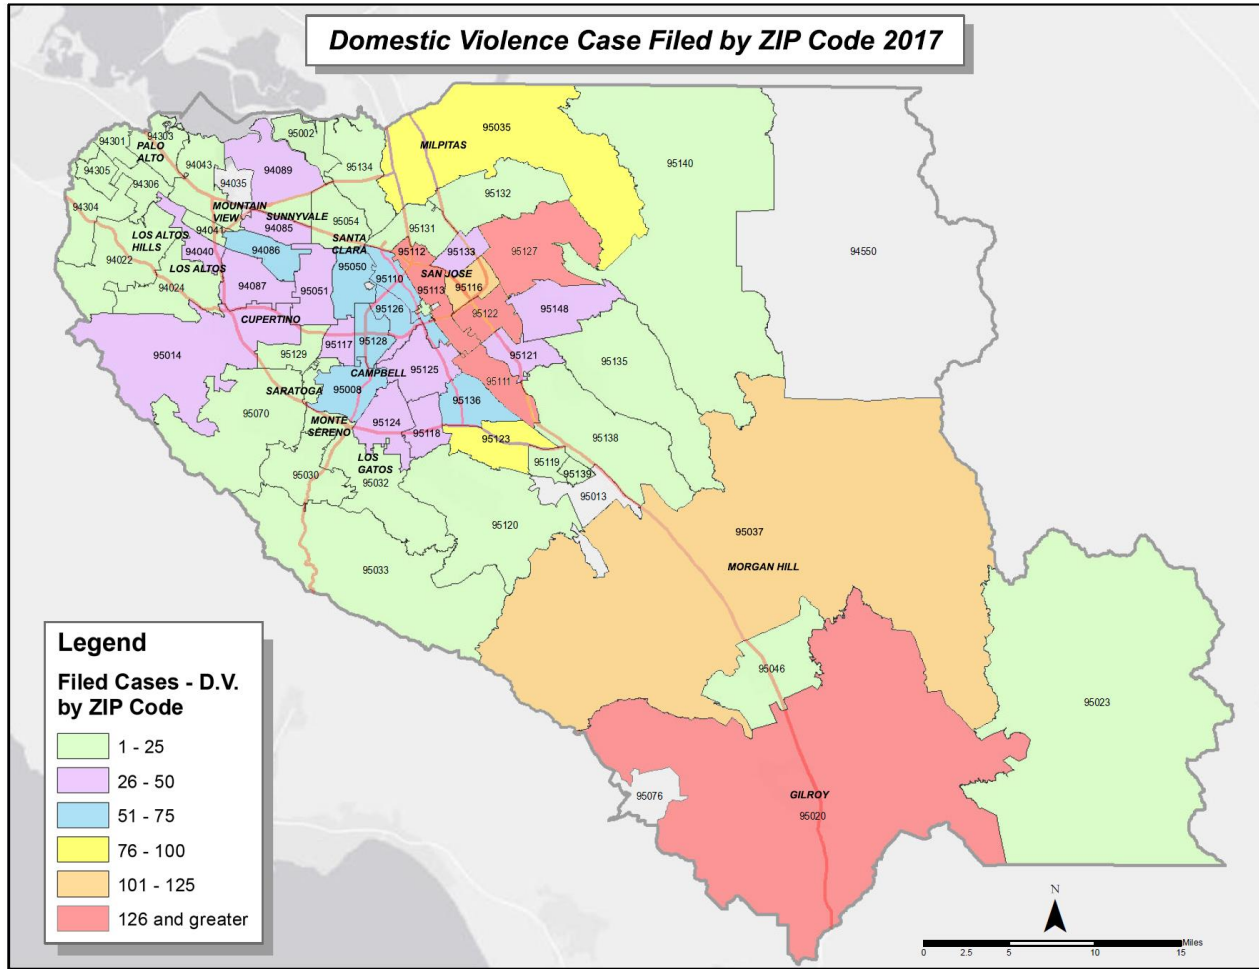 Domestic Violence Case Filed by ZIP Code 2017
94301
94303
PALO
ALTO
94305
94306
94304
94043
94035
94089
95002
95134
MILPITAS
95035
95140
95132
94550
MOUNTAIN
VIEW
SUNNYVALE
94085
95054
SANTA
CLARA
95131
95112
95133
95127
LOS ALTOS
HILLS
94041
94040
94086
LOS ALTOS
94022
94024
94087
95051
95050
95110
SAN JOSE
95113
95116
95122
95148
95126
CUPERTINO
95014
95129
95117
95128
CAMPBELL
95125
95121
95135
95111
SARATOGA
95008
95136
95070
MONTE
SERENO
95124
95118
95123
95138
LOS
GATOS
95030
95032
95119
95139
95013
95120
95037
MORGAN HILL
95033
95046
95023
95076
GILROY
95020
Legend
Filed Cases - D.V.
by ZIP Code
1 - 25
26 - 50
51 - 75
76 - 100
101 - 125
126 and greater
N
Miles
0 2.5 5 10 15